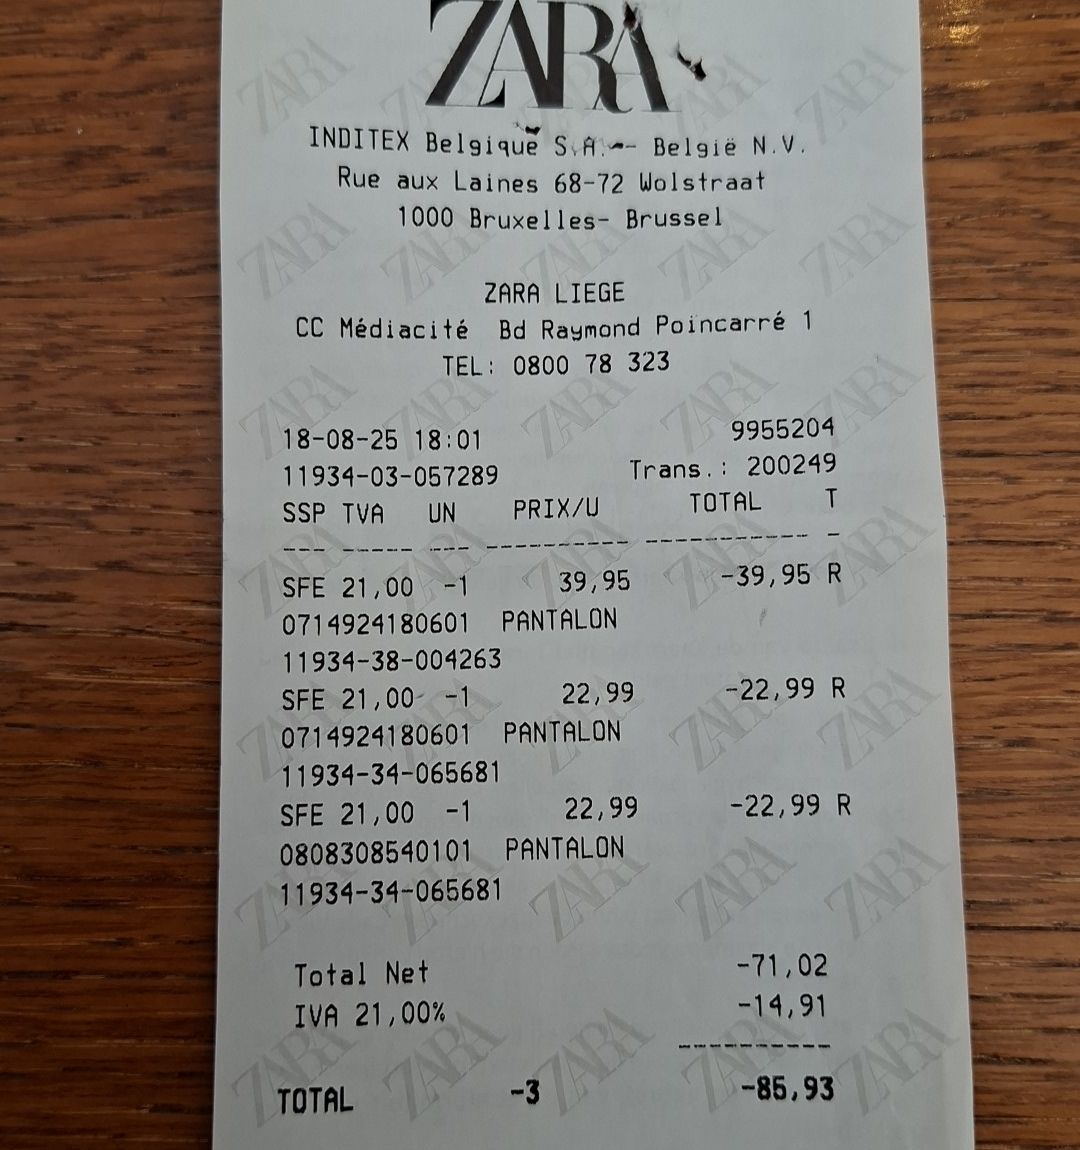 ZARA
INDITEX Belgique S.A.-- België N.V.
Rue aux Laines 68-72 Wolstraat
1000 Bruxelles- Brussel
ZARA LIEGE
CC Médiacité Bd Raymond Poincarré 1
TEL: 0800 78 323
18-08-25 18:01 9955204
11934-03-057289 Trans.: 200249
SSP TVA UN PRIX/U TOTAL T
--- ----- --- ---------- ----------- -
SFE 21,00 -1 39,95 -39,95 R
0714924180601 PANTALON
11934-38-004263
SFE 21,00 -1 22,99 -22,99 R
0714924180601 PANTALON
11934-34-065681
SFE 21,00 -1 22,99 -22,99 R
0808308540101 PANTALON
11934-34-065681
Total Net -71,02
IVA 21,00% -14,91
----------
TOTAL -3 -85,93